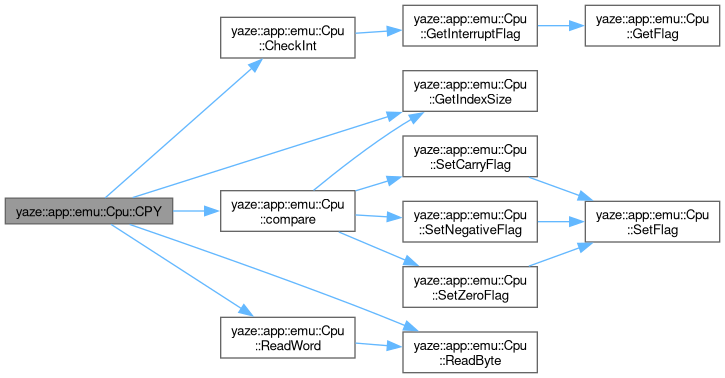 yaze::app::emu::Cpu::CPY
yaze::app::emu::Cpu
::CheckInt
yaze::app::emu::Cpu
::GetInterruptFlag
yaze::app::emu::Cpu
::GetFlag
yaze::app::emu::Cpu
::GetIndexSize
yaze::app::emu::Cpu
::compare
yaze::app::emu::Cpu
::SetCarryFlag
yaze::app::emu::Cpu
::SetNegativeFlag
yaze::app::emu::Cpu
::SetZeroFlag
yaze::app::emu::Cpu
::SetFlag
yaze::app::emu::Cpu
::ReadWord
yaze::app::emu::Cpu
::ReadByte